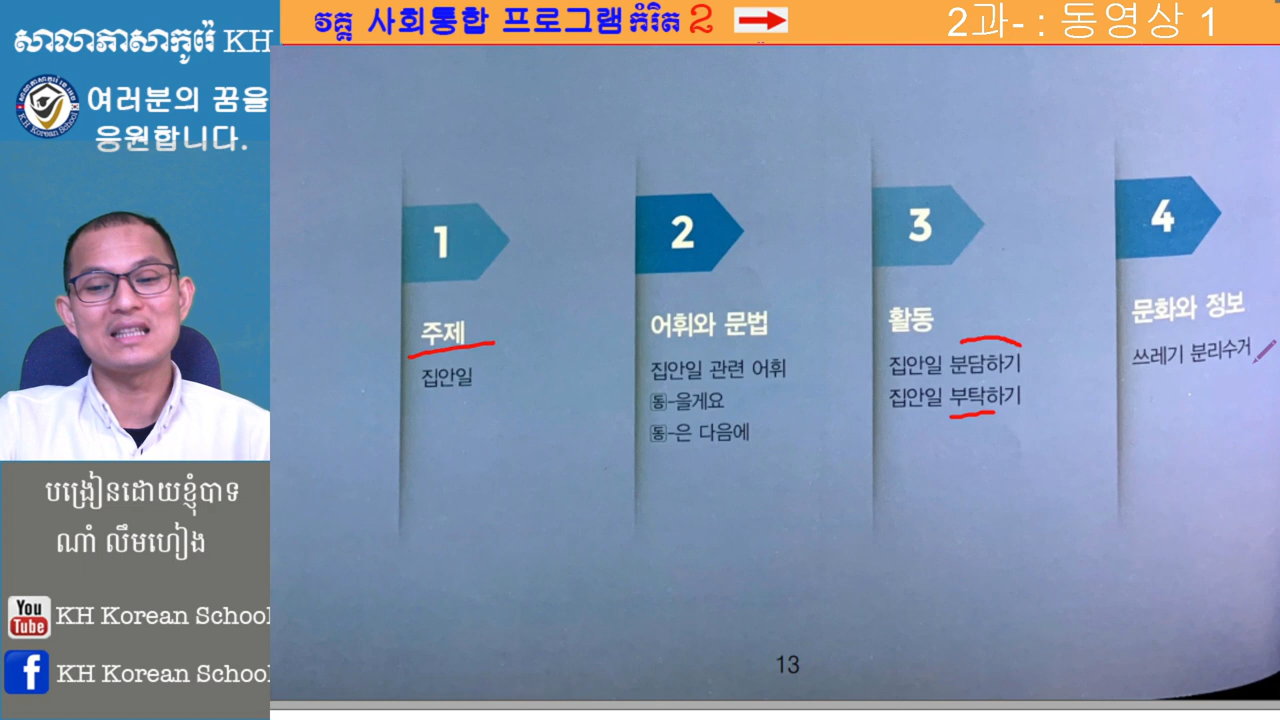 សាលាភាសាកូរ៉េ KH
여러분의 꿈을
응원합니다.
វគ្គ 사회통합 프로그램 កំរិត 2
2과- : 동영상 1
1
주제
집안일
2
어휘와 문법
집안일 관련 어휘
동-을게요
동-은 다음에
3
활동
집안일 분담하기
집안일 부탁하기
4
문화와 정보
쓰레기 분리수거
13
បង្រៀនដោយខ្ញុំបាទ
ណាំ លឹមហៀង
You
Tube
KH Korean School
f
KH Korean School